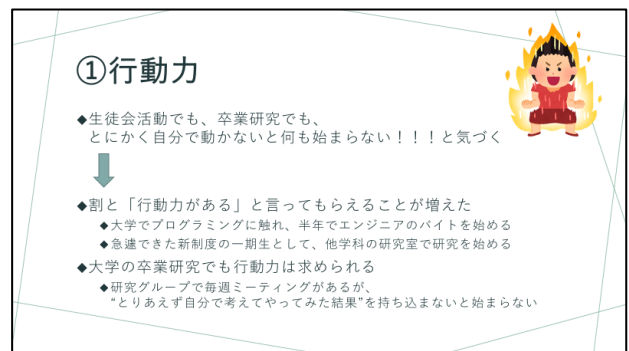 ①行動力
◆生徒会活動でも、卒業研究でも、
とにかく自分で動かないと何も始まらない!!!と気づく
◆割と「行動力がある」と言ってもらえることが増えた
◆大学でプログラミングに触れ、半年でエンジニアのバイトを始める
◆急遽できた新制度の一期生として、他学科の研究室で研究を始める
◆大学の卒業研究でも行動力は求められる
◆研究グループで毎週ミーティングがあるが、
“とりあえず自分で考えてやってみた結果”を持ち込まないと始まらない